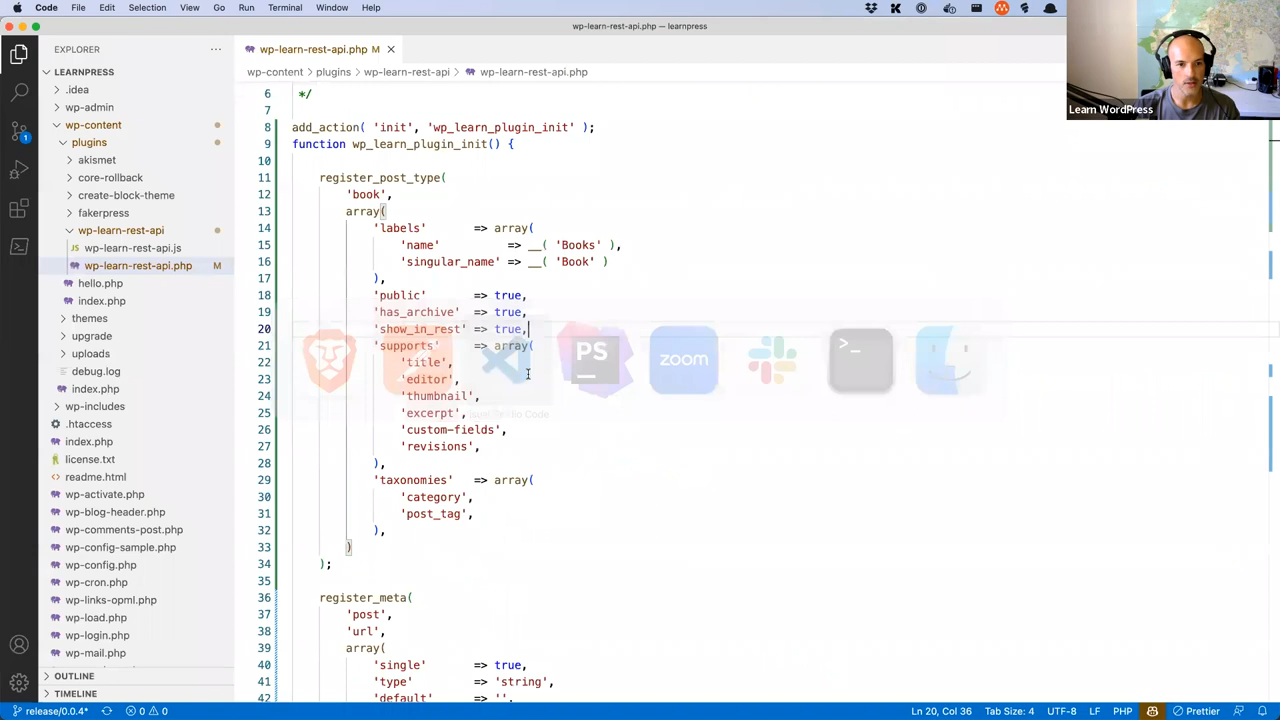 Code File Edit Selection View Go Run Terminal Window Help
wp-learn-rest-api.php — learnpress
EXPLORER
wp-learn-rest-api.php M
LEARNPRESS
wp-content > plugins > wp-learn-rest-api > wp-learn-rest-api.php
.idea
wp-admin
wp-content
plugins
akismet
core-rollback
create-block-theme
fakerpress
wp-learn-rest-api
JS wp-learn-rest-api.js
wp-learn-rest-api.php M
hello.php
index.php
themes
upgrade
uploads
debug.log
index.php
wp-includes
.htaccess
index.php
license.txt
readme.html
wp-activate.php
wp-blog-header.php
wp-comments-post.php
wp-config-sample.php
wp-config.php
wp-cron.php
wp-links-opml.php
wp-load.php
wp-login.php
wp-mail.php
OUTLINE
TIMELINE
6 */
7
8 add_action( 'init', 'wp_learn_plugin_init' );
9 function wp_learn_plugin_init() {
10
11 register_post_type(
12 'book',
13 array(
14 'labels' => array(
15 'name' => __( 'Books' ),
16 'singular_name' => __( 'Book' )
17 ),
18 'public' => true,
19 'has_archive' => true,
20 'show_in_rest' => true,
21 'supports' => array(
22 'title',
23 'editor',
24 'thumbnail',
25 'excerpt',
26 'custom-fields',
27 'revisions',
28 ),
29 'taxonomies' => array(
30 'category',
31 'post_tag',
32 ),
33 )
34 );
35
36 register_meta(
37 'post',
38 'url',
39 array(
40 'single' => true,
41 'type' => 'string',
42 'default' => '',
PS
zoom
>_
Learn WordPress
1
release/0.0.4* 0 0 Ln 20, Col 36 Tab Size: 4 UTF-8 LF PHP Prettier